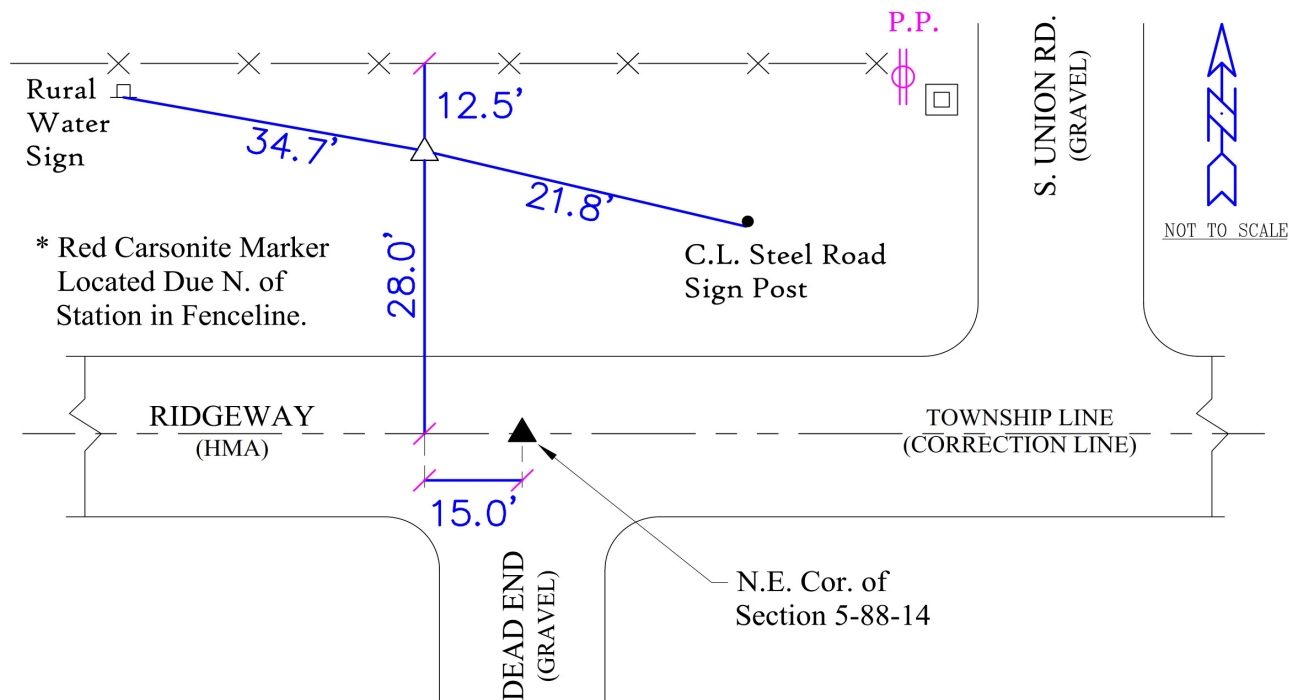 P.P.
Rural
Water
Sign
12.5'
34.7'
21.8'
S. UNION RD.
(GRAVEL)
N
NOT TO SCALE
* Red Carsonite Marker
Located Due N. of
Station in Fenceline.
28.0'
C.L. Steel Road
Sign Post
RIDGEWAY
(HMA)
TOWNSHIP LINE
(CORRECTION LINE)
15.0'
DEAD END
(GRAVEL)
N.E. Cor. of
Section 5-88-14